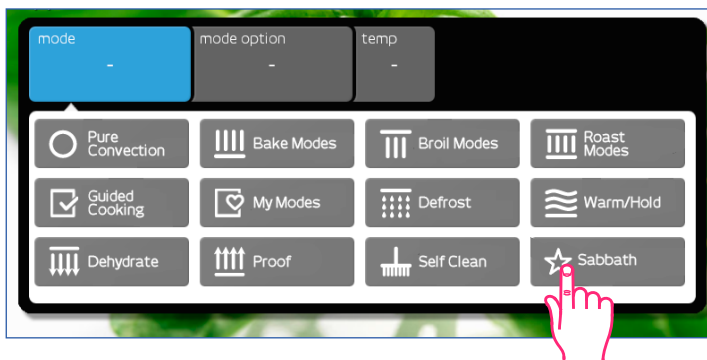 mode
mode option
temp
-
-
-
Pure
Convection
Bake Modes
Broil Modes
Roast
Modes
Guided
Cooking
My Modes
Defrost
Warm/Hold
Dehydrate
Proof
Self Clean
Sabbath